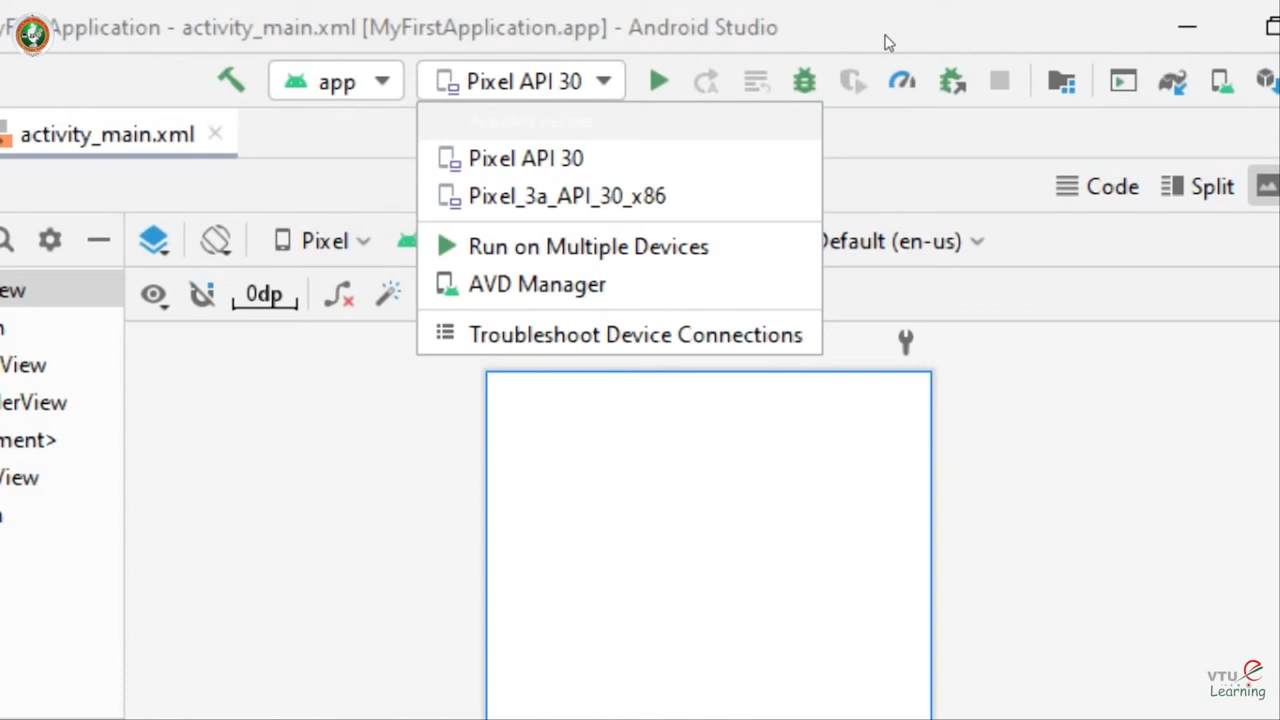 yFirstApplication - activity_main.xml [MyFirstApplication.app] - Android Studio
app
Pixel API 30
activity_main.xml
Pixel API 30
Pixel_3a_API_30_x86
Code
Split
Pixel
Run on Multiple Devices
Default (en-us)
AVD Manager
0dp
Troubleshoot Device Connections
ew
n
View
lerView
ment>
View
n
VTU e
Learning